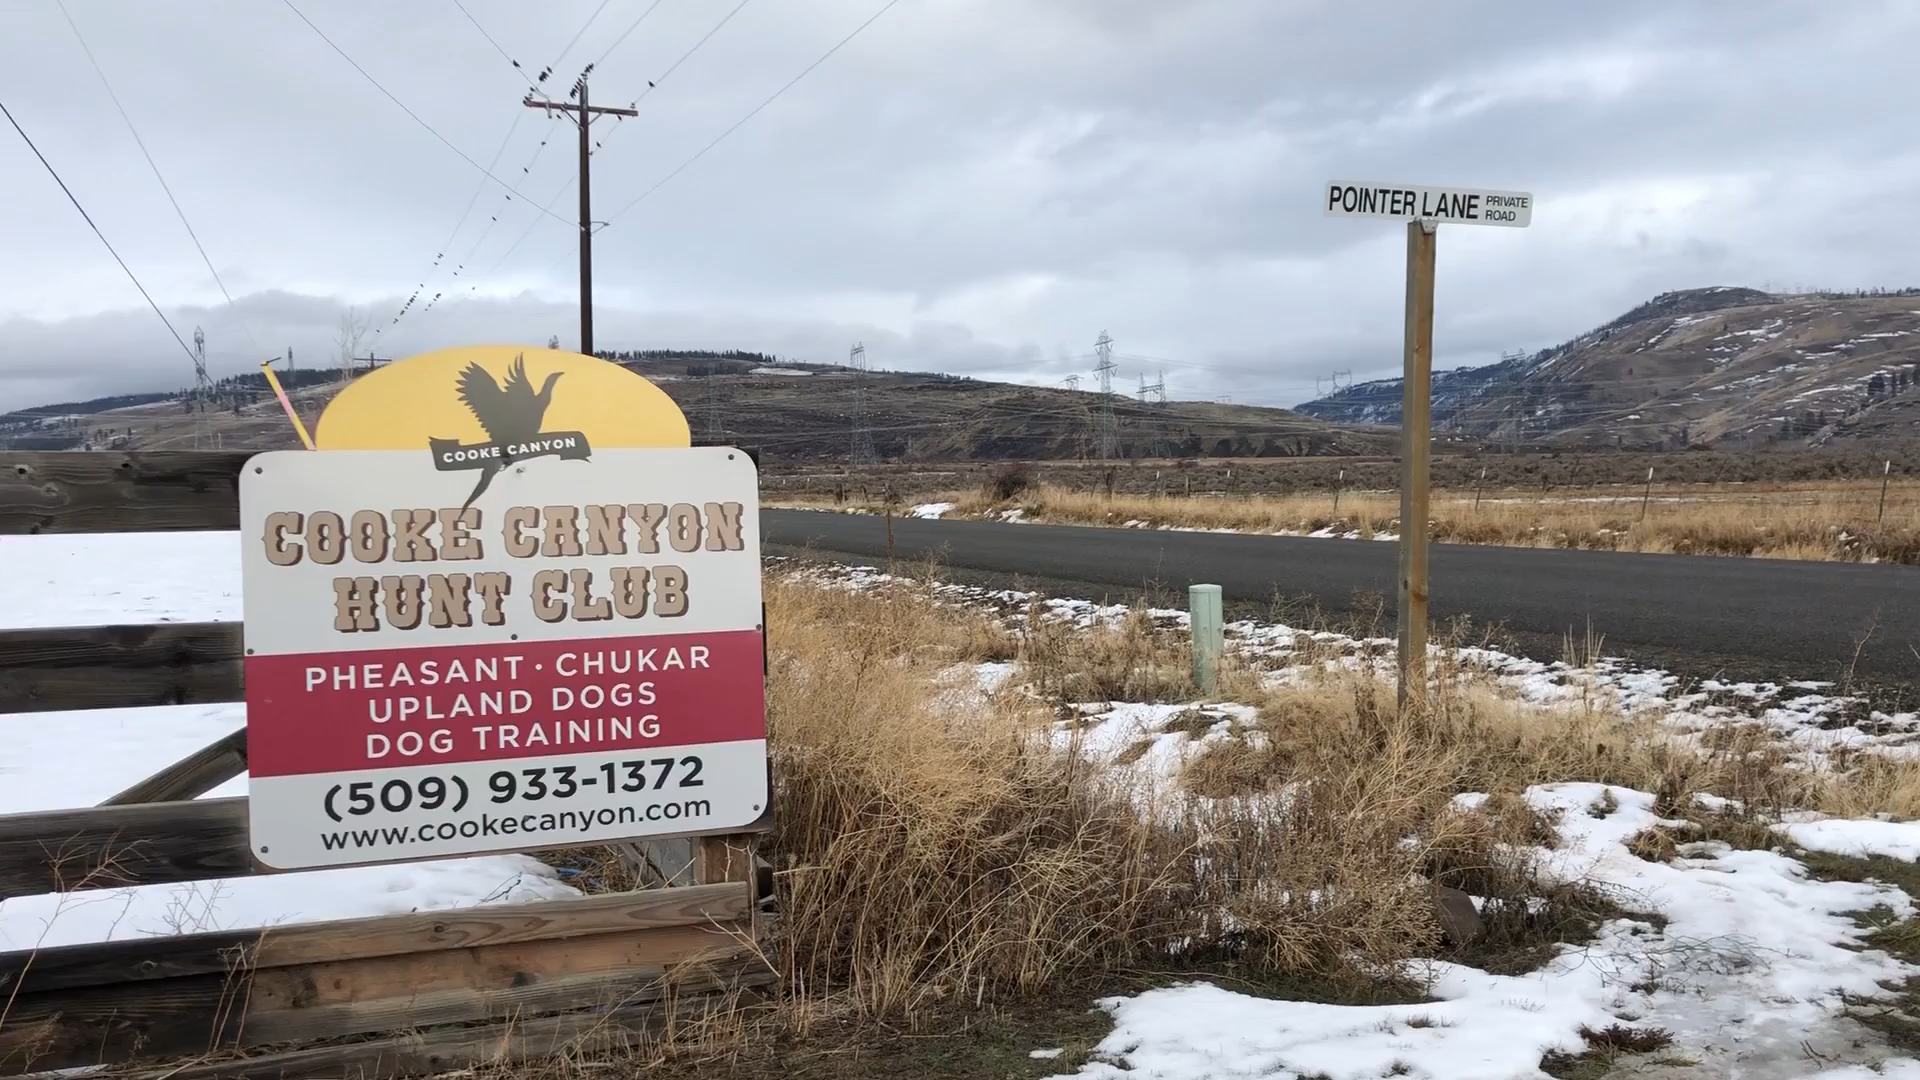 COOKE CANYON
COOKE CANYON
HUNT CLUB
PHEASANT · CHUKAR
UPLAND DOGS
DOG TRAINING
(509) 933-1372
www.cookecanyon.com
POINTER LANE PRIVATE
ROAD